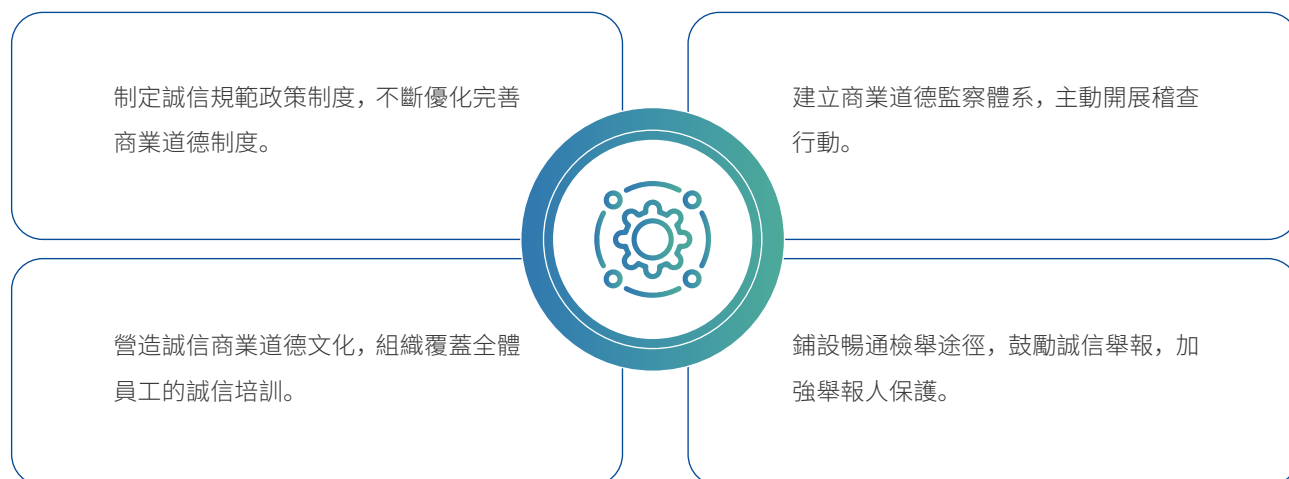 制定誠信規範政策制度，不斷優化完善
商業道德制度。
建立商業道德監察體系，主動開展稽查
行動。
營造誠信商業道德文化，組織覆蓋全體
員工的誠信培訓。
鋪設暢通檢舉途徑，鼓勵誠信舉報，加
強舉報人保護。